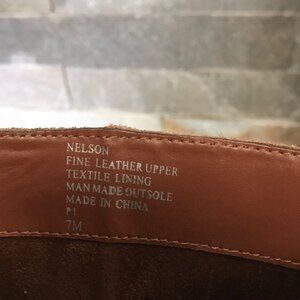 NELSON
FINE LEATHER UPPER
TEXTILE LINING
MAN MADE OUTSOLE
MADE IN CHINA
P1
7M